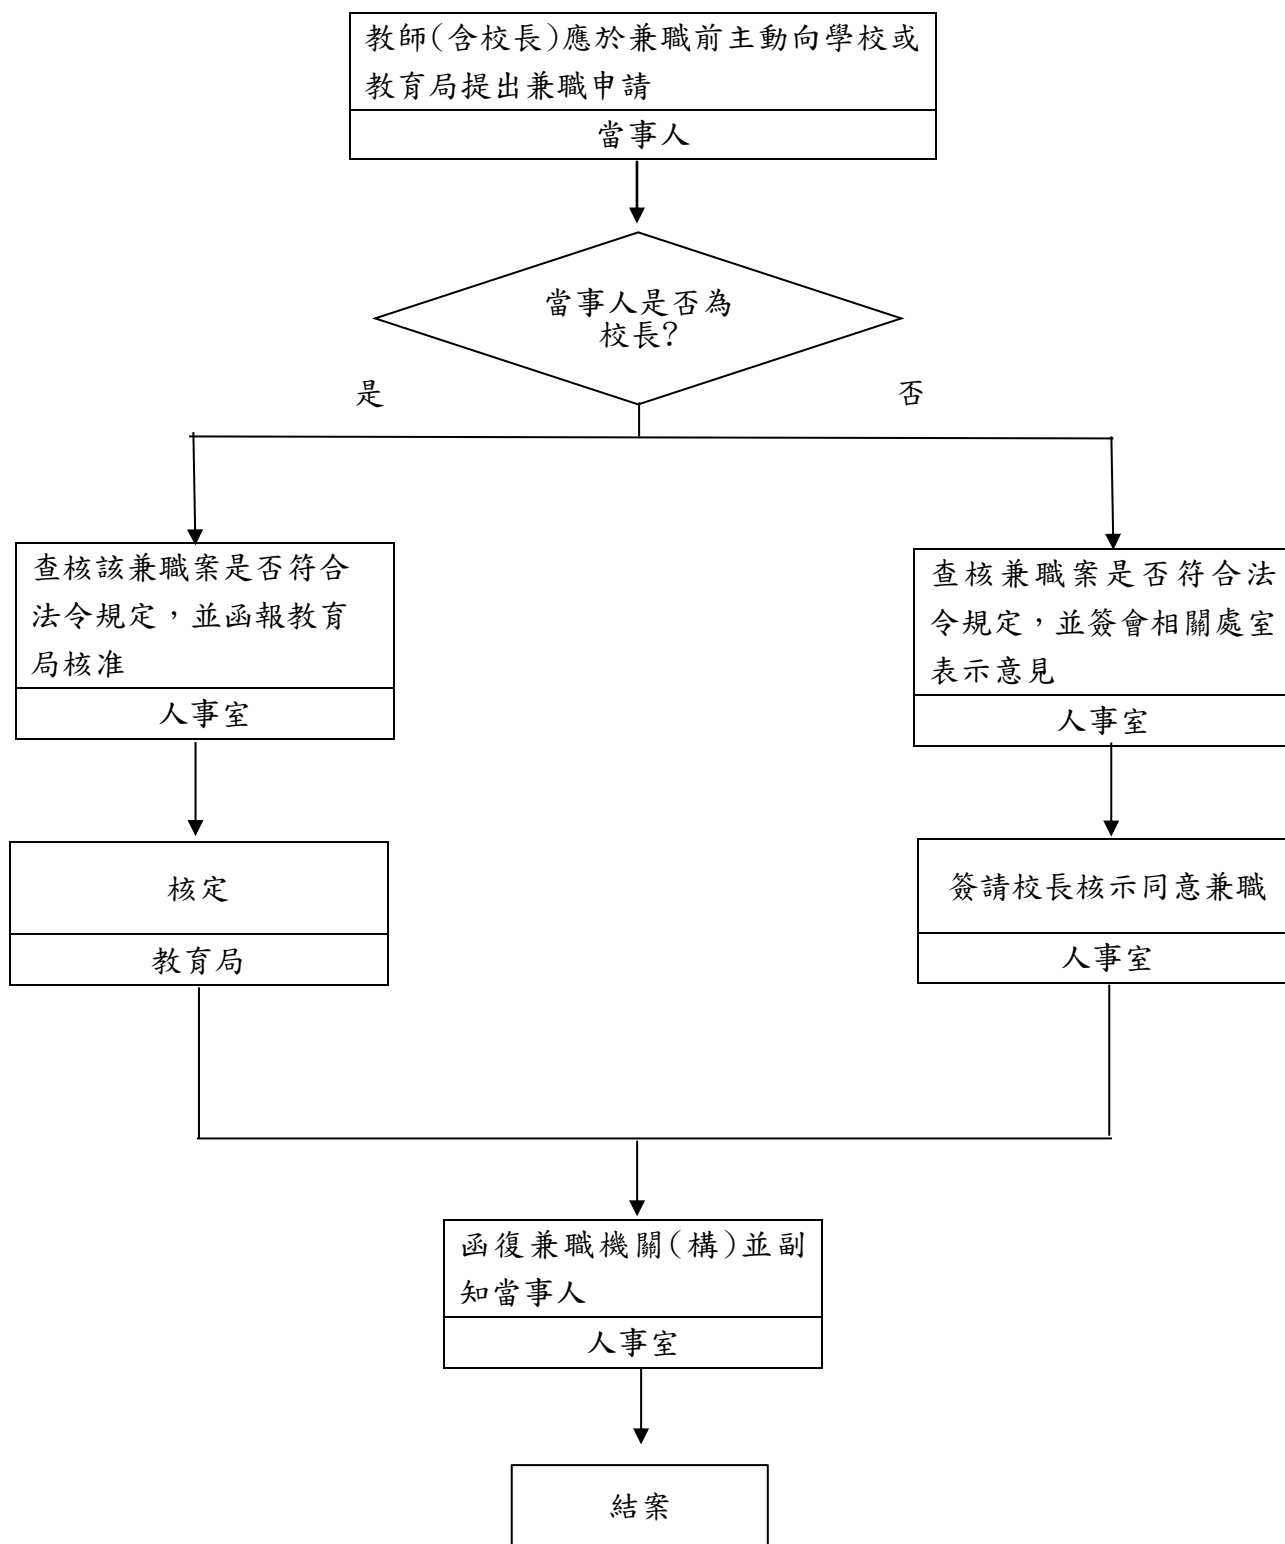 教師(含校長)應於兼職前主動向學校或
教育局提出兼職申請
當事人
當事人是否為
校長?
是
否
查核該兼職案是否符合
法令規定，並函報教育
局核准
人事室
查核兼職案是否符合法
令規定，並簽會相關處室
表示意見
人事室
核定
教育局
簽請校長核示同意兼職
人事室
函復兼職機關(構)並副
知當事人
人事室
結案